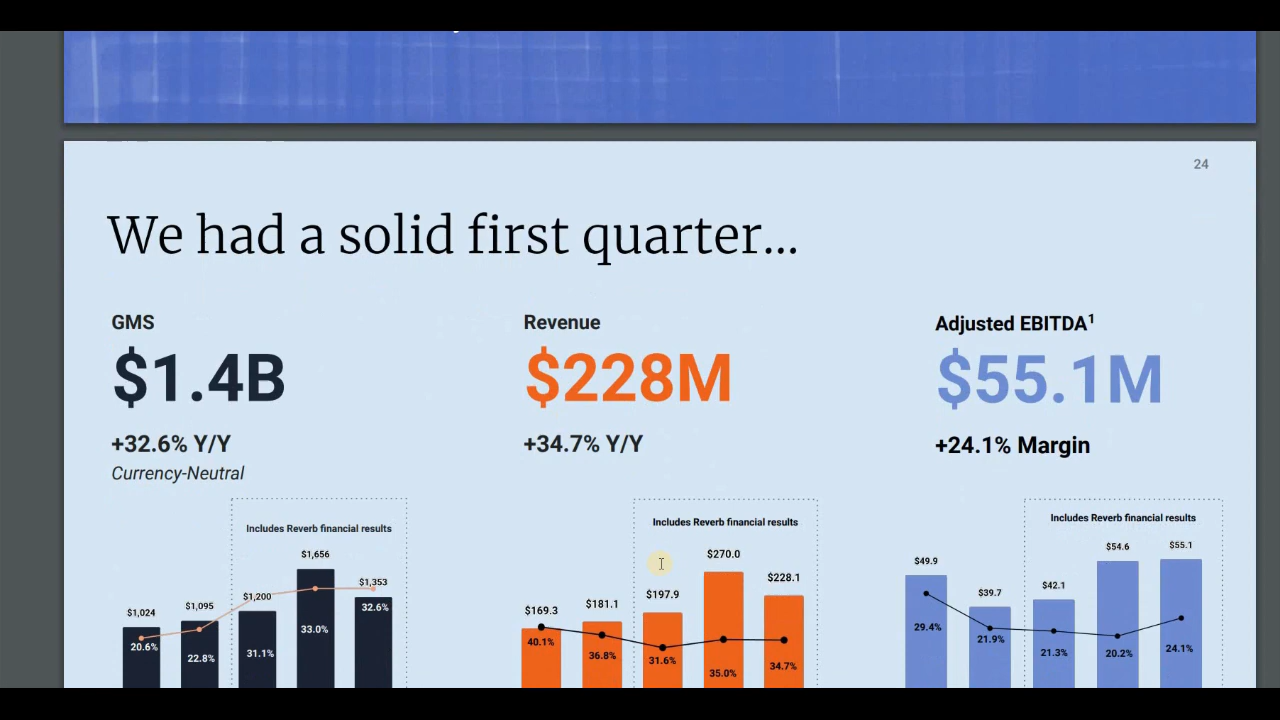 24
We had a solid first quarter...
GMS
$1.4B
+32.6% Y/Y
Currency-Neutral
Includes Reverb financial results
$1,024
$1,095
$1,200
$1,656
$1,353
20.6%
22.8%
31.1%
33.0%
32.6%
Revenue
$228M
+34.7% Y/Y
Includes Reverb financial results
$169.3
$181.1
$197.9
$270.0
$228.1
40.1%
36.8%
31.6%
35.0%
34.7%
Adjusted EBITDA¹
$55.1M
+24.1% Margin
Includes Reverb financial results
$49.9
$39.7
$42.1
$54.6
$55.1
29.4%
21.9%
21.3%
20.2%
24.1%